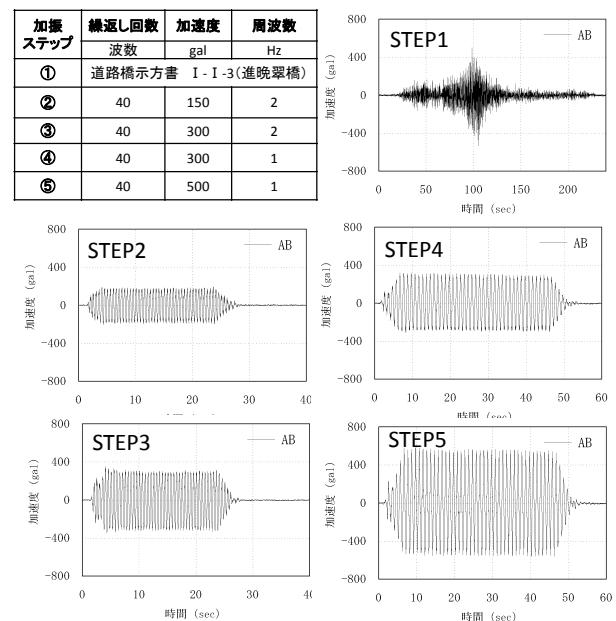 加振ステップ 繰返し回数 加速度 周波数
波数 gal Hz
① 道路橋示方書 I-I-3(進晩翠橋)
② 40 150 2
③ 40 300 2
④ 40 300 1
⑤ 40 500 1
STEP1
AB
加速度 (gal)
800
400
0
-400
-800
0 50 100 150 200
時間 (sec)
STEP2
AB
加速度 (gal)
800
400
0
-400
-800
0 10 20 30 40
STEP4
AB
加速度 (gal)
800
400
0
-400
-800
0 10 20 30 40 50 60
時間 (sec)
STEP3
AB
加速度 (gal)
800
400
0
-400
-800
0 10 20 30 40
時間 (sec)
STEP5
AB
加速度 (gal)
800
400
0
-400
-800
0 10 20 30 40 50 60
時間 (sec)